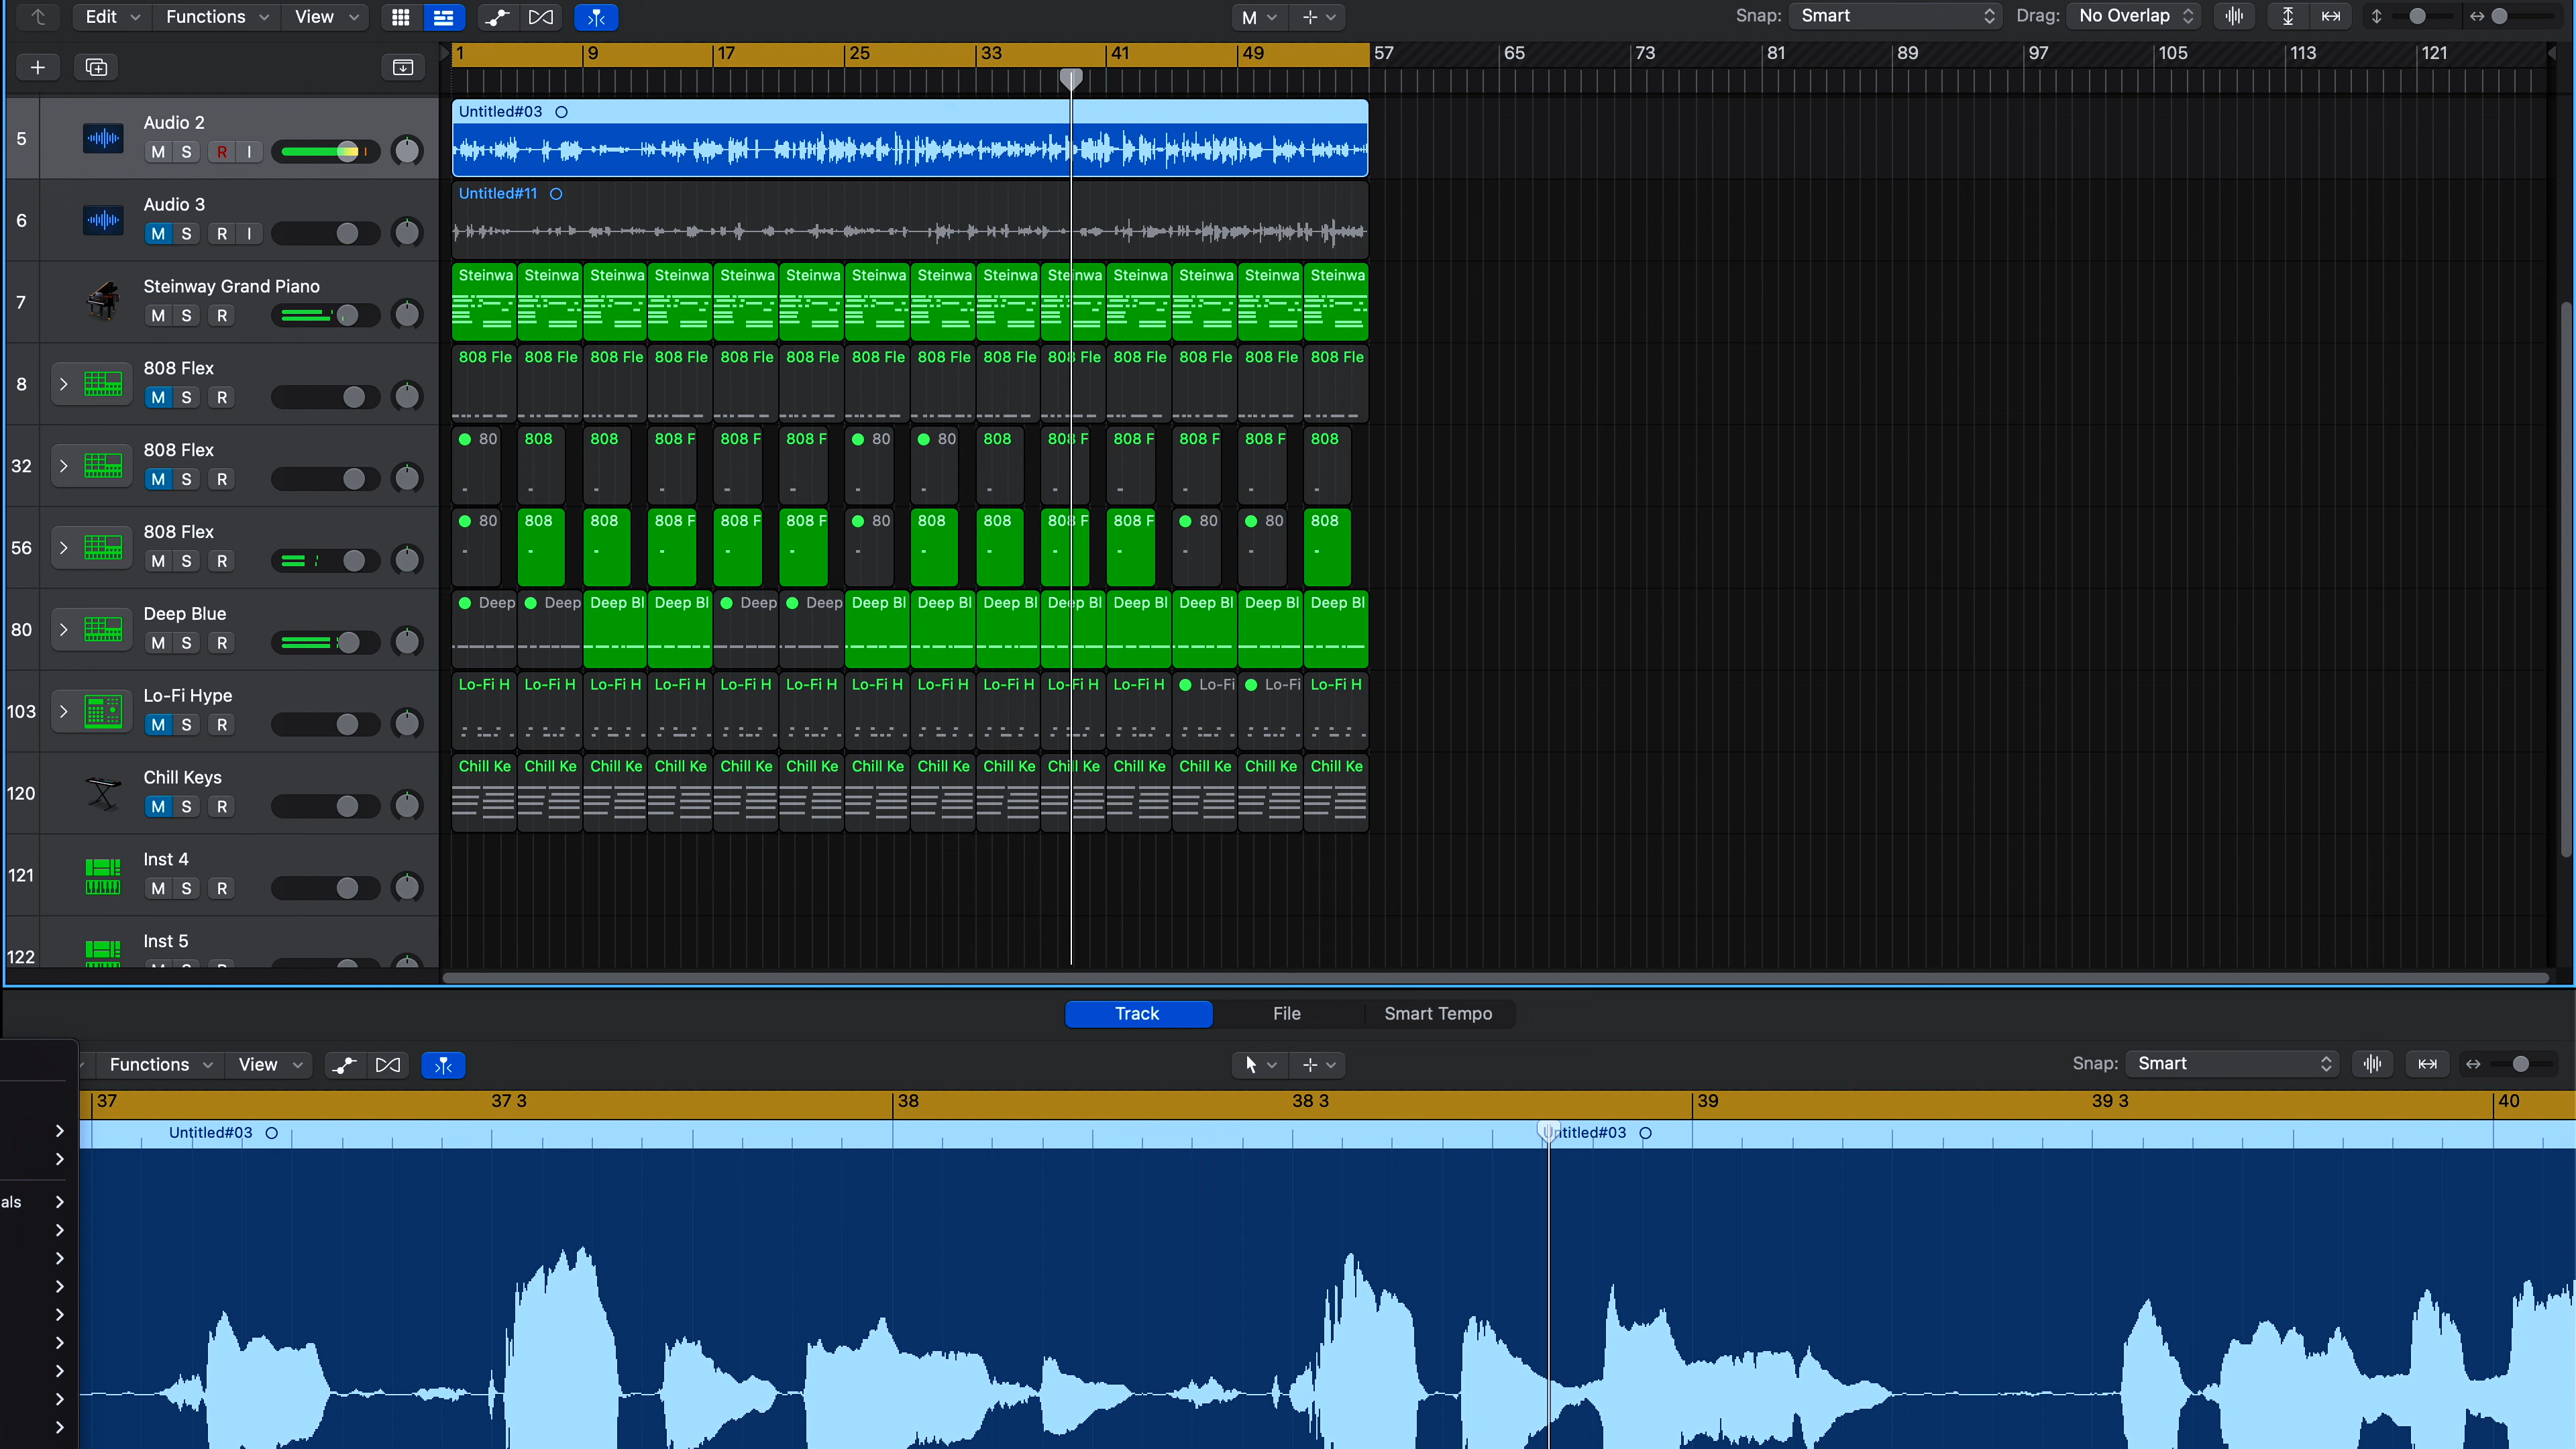 Edit Functions View M Snap: Smart Drag: No Overlap
1 9 17 25 33 41 49 57 65 73 81 89 97 105 113 121
5 Audio 2 Untitled#03
M S R I
6 Audio 3 Untitled#11
M S R I
7 Steinway Grand Piano Steinwa Steinwa Steinwa Steinwa Steinwa Steinwa Steinwa Steinwa Steinwa Steinwa Steinwa Steinwa Steinwa Steinwa
M S R
8 808 Flex 808 Fle 808 Fle 808 Fle 808 Fle 808 Fle 808 Fle 808 Fle 808 Fle 808 Fle 808 Fle 808 Fle 808 Fle 808 Fle 808 Fle
M S R
32 808 Flex 80 808 808 808 F 808 F 808 F 80 80 808 808 F 808 F 808 F 808 F 808
M S R
56 808 Flex 80 808 808 808 F 808 F 808 F 80 808 808 808 F 808 F 80 80 808
M S R
80 Deep Blue Deep Deep Deep Bl Deep Bl Deep Deep Deep Bl Deep Bl Deep Bl Deep Bl Deep Bl Deep Bl Deep Bl Deep Bl
M S R
103 Lo-Fi Hype Lo-Fi H Lo-Fi H Lo-Fi H Lo-Fi H Lo-Fi H Lo-Fi H Lo-Fi H Lo-Fi H Lo-Fi H Lo-Fi H Lo-Fi H Lo-Fi Lo-Fi Lo-Fi H
M S R
120 Chill Keys Chill Ke Chill Ke Chill Ke Chill Ke Chill Ke Chill Ke Chill Ke Chill Ke Chill Ke Chill Ke Chill Ke Chill Ke Chill Ke Chill Ke
M S R
121 Inst 4
M S R
122 Inst 5
M S R
Track File Smart Tempo
Functions View Snap: Smart
37 37 3 38 38 3 39 39 3 40
Untitled#03 Untitled#03
als